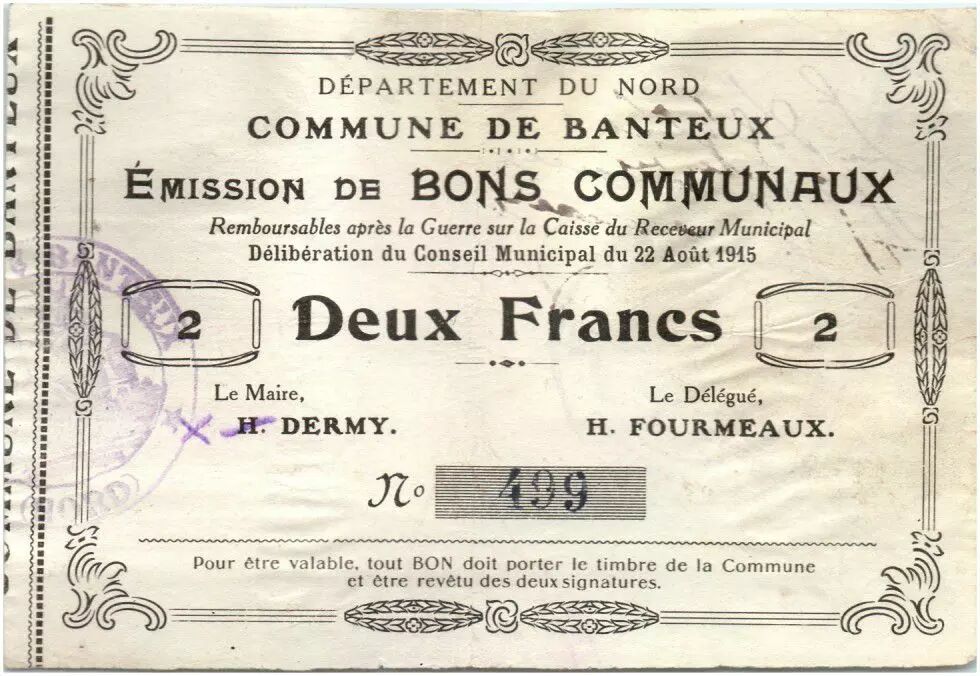 DÉPARTEMENT DU NORD
COMMUNE DE BANTEUX
ÉMISSION DE BONS COMMUNAUX
Remboursables après la Guerre sur la Caisse du Receveur Municipal
Délibération du Conseil Municipal du 22 Août 1915
2 Deux Francs 2
Le Maire,
H. DERMY.
Le Délégué,
H. FOURMEAUX.
No 499
Pour être valable, tout BON doit porter le timbre de la Commune
et être revêtu des deux signatures.
BANTEUX
(NORD)